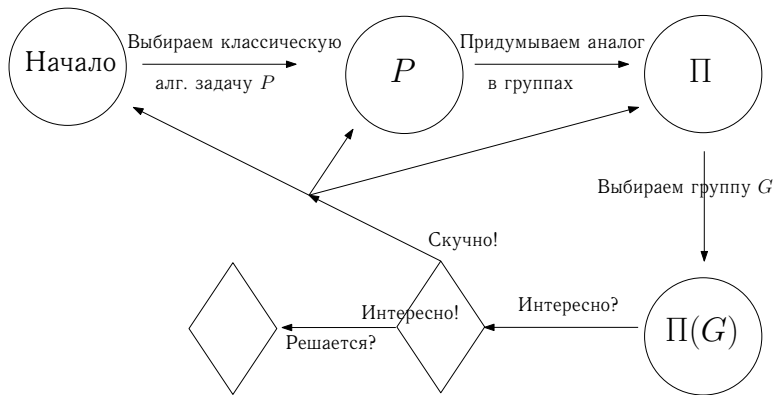 Начало
Выбираем классическую
алг. задачу P
P
Придумываем аналог
в группах
Π
Выбираем группу G
Π(G)
Интересно?
Скучно!
Интересно!
Решается?